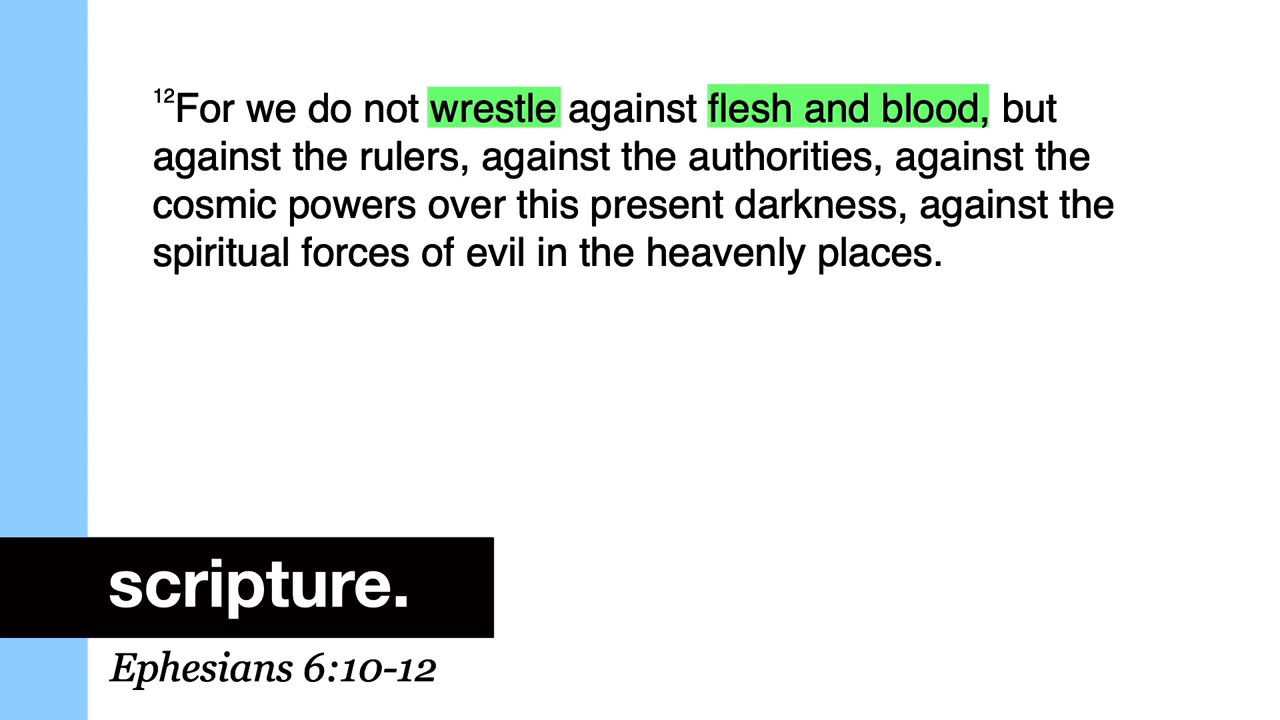 12For we do not wrestle against flesh and blood, but
against the rulers, against the authorities, against the
cosmic powers over this present darkness, against the
spiritual forces of evil in the heavenly places.
scripture.
Ephesians 6:10-12